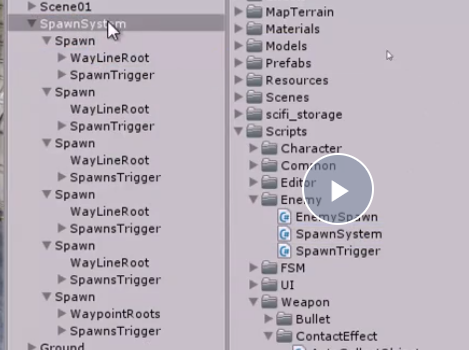 Scene01
SpawnSystem
Spawn
WayLineRoot
SpawnTrigger
Spawn
WayLineRoot
SpawnTrigger
Spawn
WayLineRoot
SpawnsTrigger
Spawn
WayLineRoot
SpawnsTrigger
Spawn
WayLineRoot
SpawnsTrigger
Spawn
WaypointRoots
SpawnsTrigger
Ground
MapTerrain
Materials
Models
Prefabs
Resources
Scenes
scifi_storage
Scripts
Character
Common
Editor
Enemy
EnemySpawn
SpawnSystem
SpawnTrigger
FSM
UI
Weapon
Bullet
ContactEffect